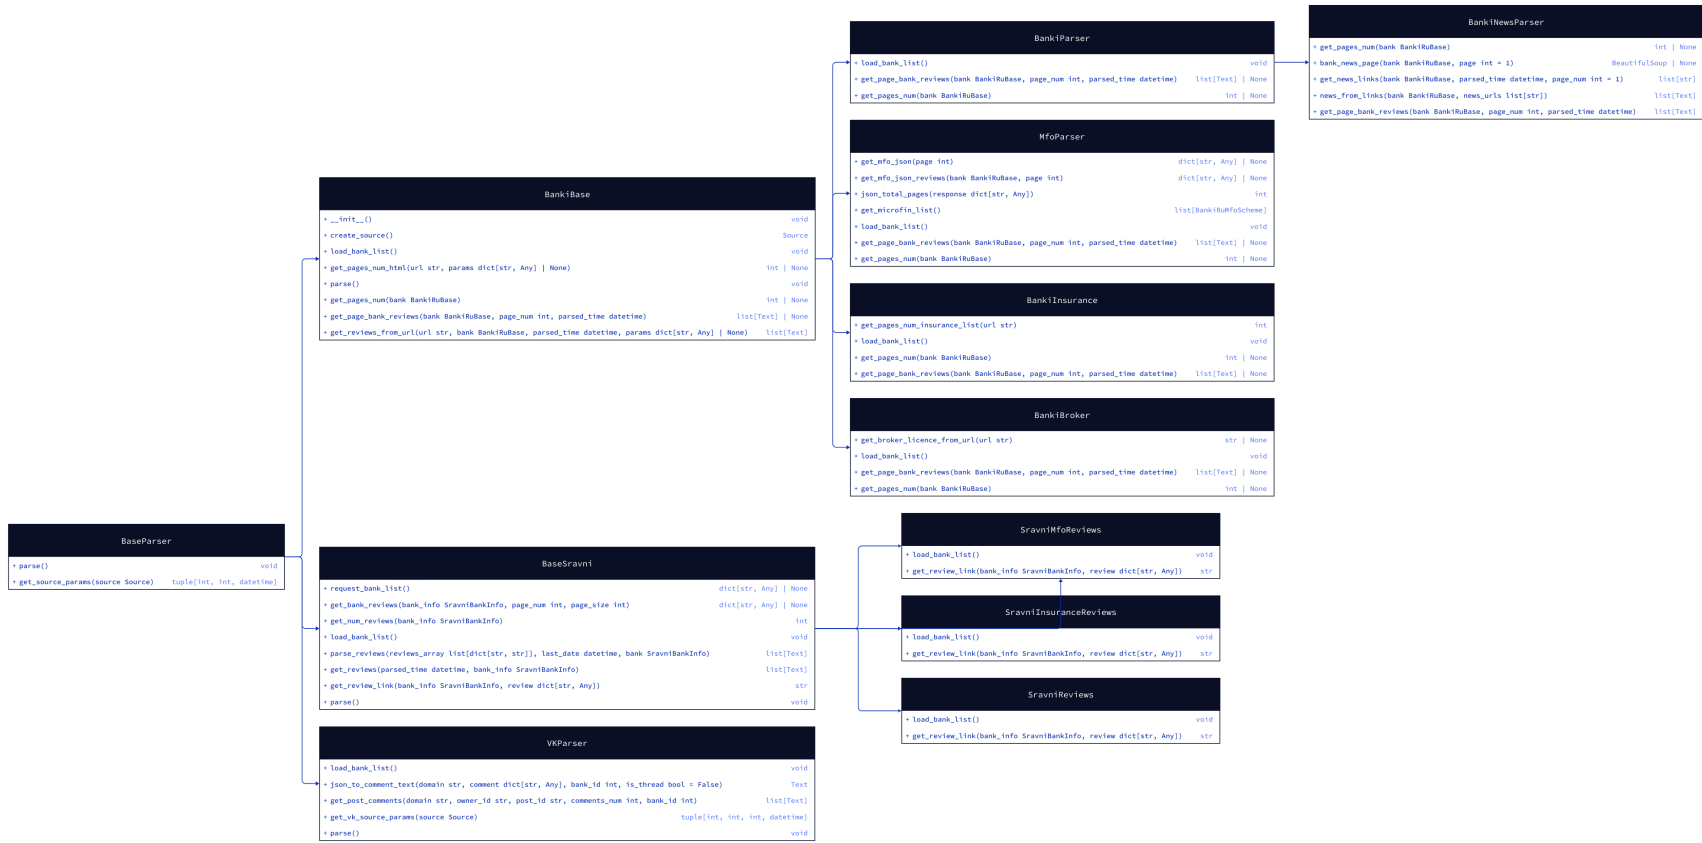 BankiNewsParser
+ get_pages_num(bank BankiRuBase) int | None
+ bank_news_page(bank BankiRuBase, page int = 1) BeautifulSoup | None
+ get_news_links(bank BankiRuBase, parsed_time datetime, page_num int = 1) list[str]
+ news_from_links(bank BankiRuBase, news_urls list[str]) list[Text]
+ get_page_bank_reviews(bank BankiRuBase, page_num int, parsed_time datetime) list[Text]
BankiParser
+ load_bank_list() void
+ get_page_bank_reviews(bank BankiRuBase, page_num int, parsed_time datetime) list[Text] | None
+ get_pages_num(bank BankiRuBase) int | None
MfoParser
+ get_mfo_json(page int) dict[str, Any] | None
+ get_mfo_json_reviews(bank BankiRuBase, page int) dict[str, Any] | None
+ json_total_pages(response dict[str, Any]) int
+ get_microfin_list() list[BankiRuMfoScheme]
+ load_bank_list() void
+ get_page_bank_reviews(bank BankiRuBase, page_num int, parsed_time datetime) list[Text] | None
+ get_pages_num(bank BankiRuBase) int | None
BankiBase
+ __init__() void
+ create_source() Source
+ load_bank_list() void
+ get_pages_num_html(url str, params dict[str, Any] | None) int | None
+ parse() void
+ get_pages_num(bank BankiRuBase) int | None
+ get_page_bank_reviews(bank BankiRuBase, page_num int, parsed_time datetime) list[Text] | None
+ get_reviews_from_url(url str, bank BankiRuBase, parsed_time datetime, params dict[str, Any] | None) list[Text]
BankiInsurance
+ get_pages_num_insurance_list(url str) int
+ load_bank_list() void
+ get_pages_num(bank BankiRuBase) int | None
+ get_page_bank_reviews(bank BankiRuBase, page_num int, parsed_time datetime) list[Text] | None
BankiBroker
+ get_broker_licence_from_url(url str) str | None
+ load_bank_list() void
+ get_page_bank_reviews(bank BankiRuBase, page_num int, parsed_time datetime) list[Text] | None
+ get_pages_num(bank BankiRuBase) int | None
BaseParser
+ parse() void
+ get_source_params(source Source) tuple[int, int, datetime]
BaseSravni
+ request_bank_list() dict[str, Any] | None
+ get_bank_reviews(bank_info SravniBankInfo, page_num int, page_size int) dict[str, Any] | None
+ get_num_reviews(bank_info SravniBankInfo) int
+ load_bank_list() void
+ parse_reviews(reviews_array list[dict[str, str]], last_date datetime, bank SravniBankInfo) list[Text]
+ get_reviews(parsed_time datetime, bank_info SravniBankInfo) list[Text]
+ get_review_link(bank_info SravniBankInfo, review dict[str, Any]) str
+ parse() void
SravniMfoReviews
+ load_bank_list() void
+ get_review_link(bank_info SravniBankInfo, review dict[str, Any]) str
SravniInsuranceReviews
+ load_bank_list() void
+ get_review_link(bank_info SravniBankInfo, review dict[str, Any]) str
SravniReviews
+ load_bank_list() void
+ get_review_link(bank_info SravniBankInfo, review dict[str, Any]) str
VKParser
+ load_bank_list() void
+ json_to_comment_text(domain str, comment dict[str, Any], bank_id int, is_thread bool = False) Text
+ get_post_comments(domain str, owner_id str, post_id str, comments_num int, bank_id int) list[Text]
+ get_vk_source_params(source Source) tuple[int, int, int, datetime]
+ parse() void